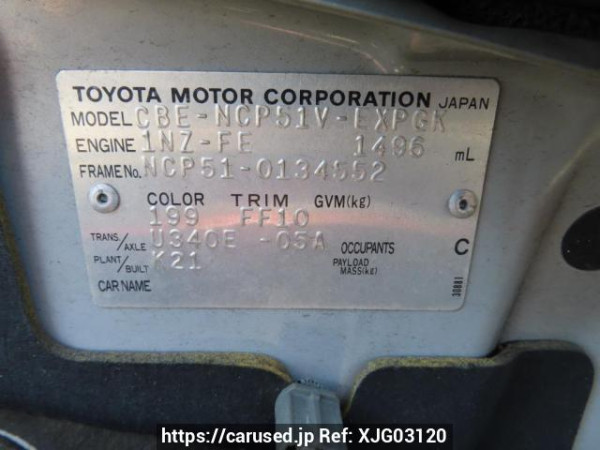 TOYOTA MOTOR CORPORATION JAPAN
MODEL CBE-NCP51V-EXPGK
ENGINE 1NZ-FE 1496 mL
FRAME No. NCP51-0134552
COLOR TRIM GVM(kg)
199 FF10
TRANS/AXLE U340E -05A OCCUPANTS C
PLANT/BUILT K21 PAYLOAD MASS(kg)
CAR NAME
30881
https://carused.jp Ref: XJG03120